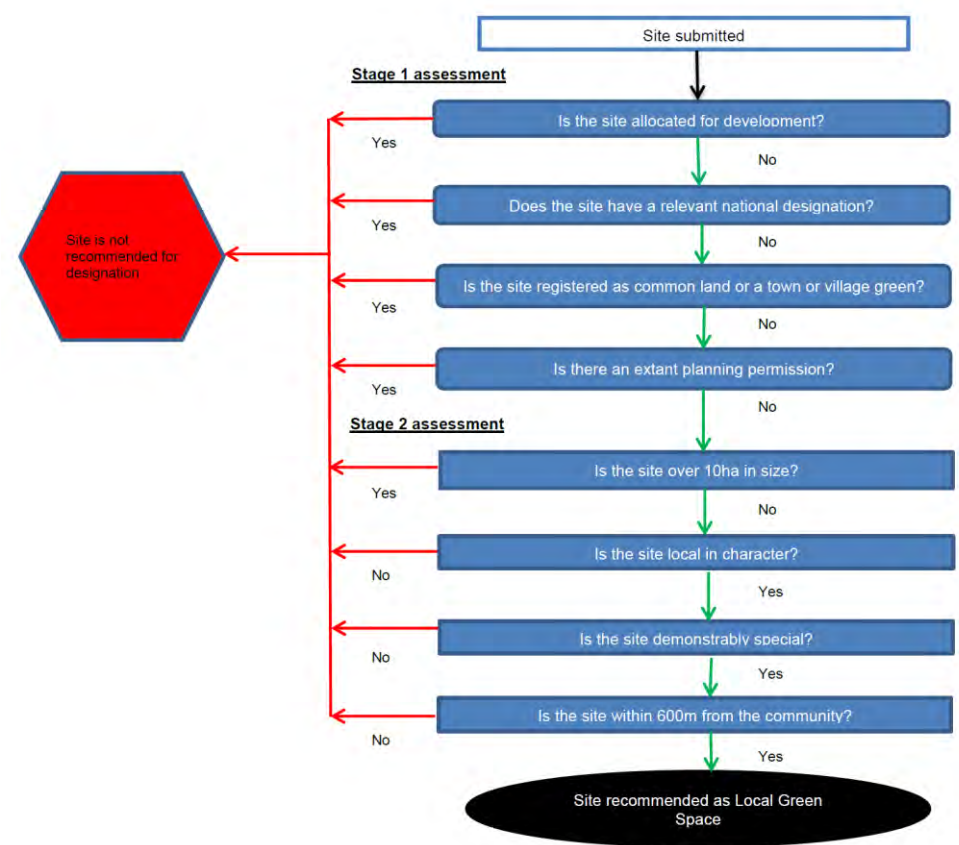 Site submitted
Stage 1 assessment
Is the site allocated for development?
Yes
No
Does the site have a relevant national designation?
Yes
No
Site is not
recommended for
designation
Is the site registered as common land or a town or village green?
Yes
No
Is there an extant planning permission?
Yes
No
Stage 2 assessment
Is the site over 10ha in size?
Yes
No
Is the site local in character?
No
Yes
Is the site demonstrably special?
No
Yes
Is the site within 600m from the community?
No
Yes
Site recommended as Local Green
Space